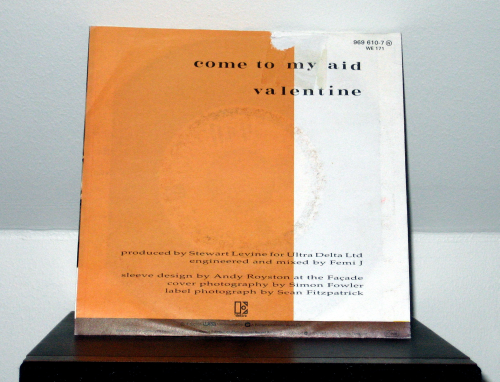 969 610-7
WE 171
come to my aid
valentine
produced by Stewart Levine for Ultra Delta Ltd
engineered and mixed by Femi J
sleeve design by Andy Royston at the Façade
cover photography by Simon Fowler
label photograph by Sean Fitzpatrick